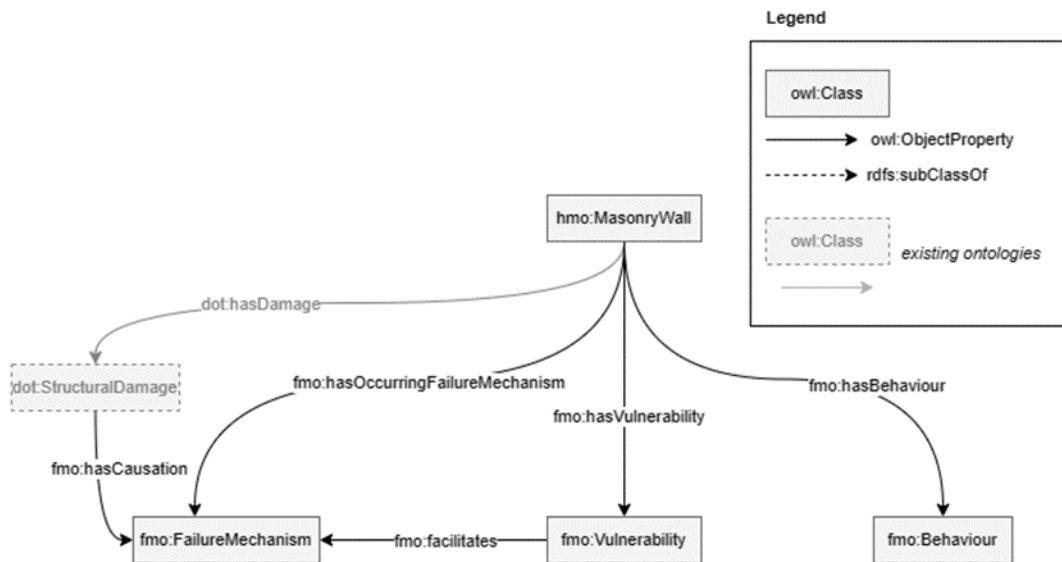 Legend
owl:Class
owl:ObjectProperty
rdfs:subClassOf
owl:Class
existing ontologies
hmo:MasonryWall
dot:hasDamage
dot:StructuralDamage
fmo:hasOccurringFailureMechanism
fmo:hasBehaviour
fmo:hasVulnerability
fmo:hasCausation
fmo:FailureMechanism
fmo:facilitates
fmo:Vulnerability
fmo:Behaviour